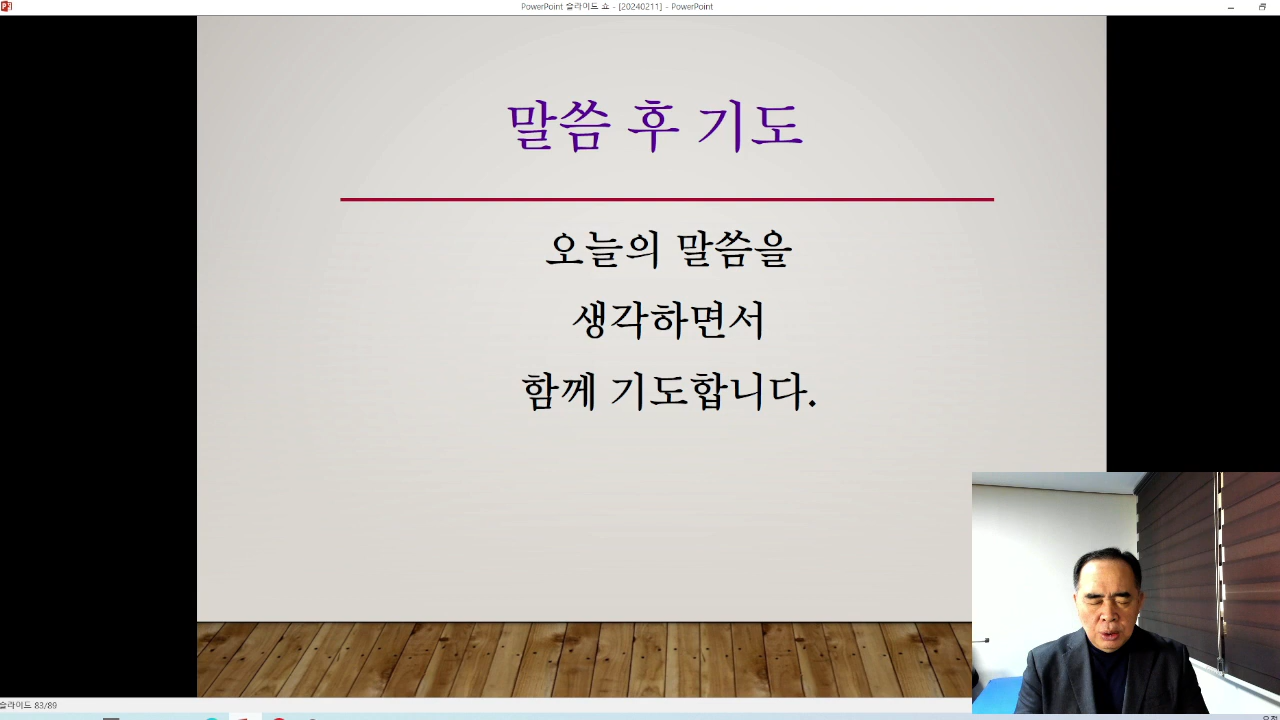 PowerPoint 슬라이드 쇼 - [20240211] - PowerPoint
말씀 후 기도
오늘의 말씀을
생각하면서
함께 기도합니다.
슬라이드 83/89